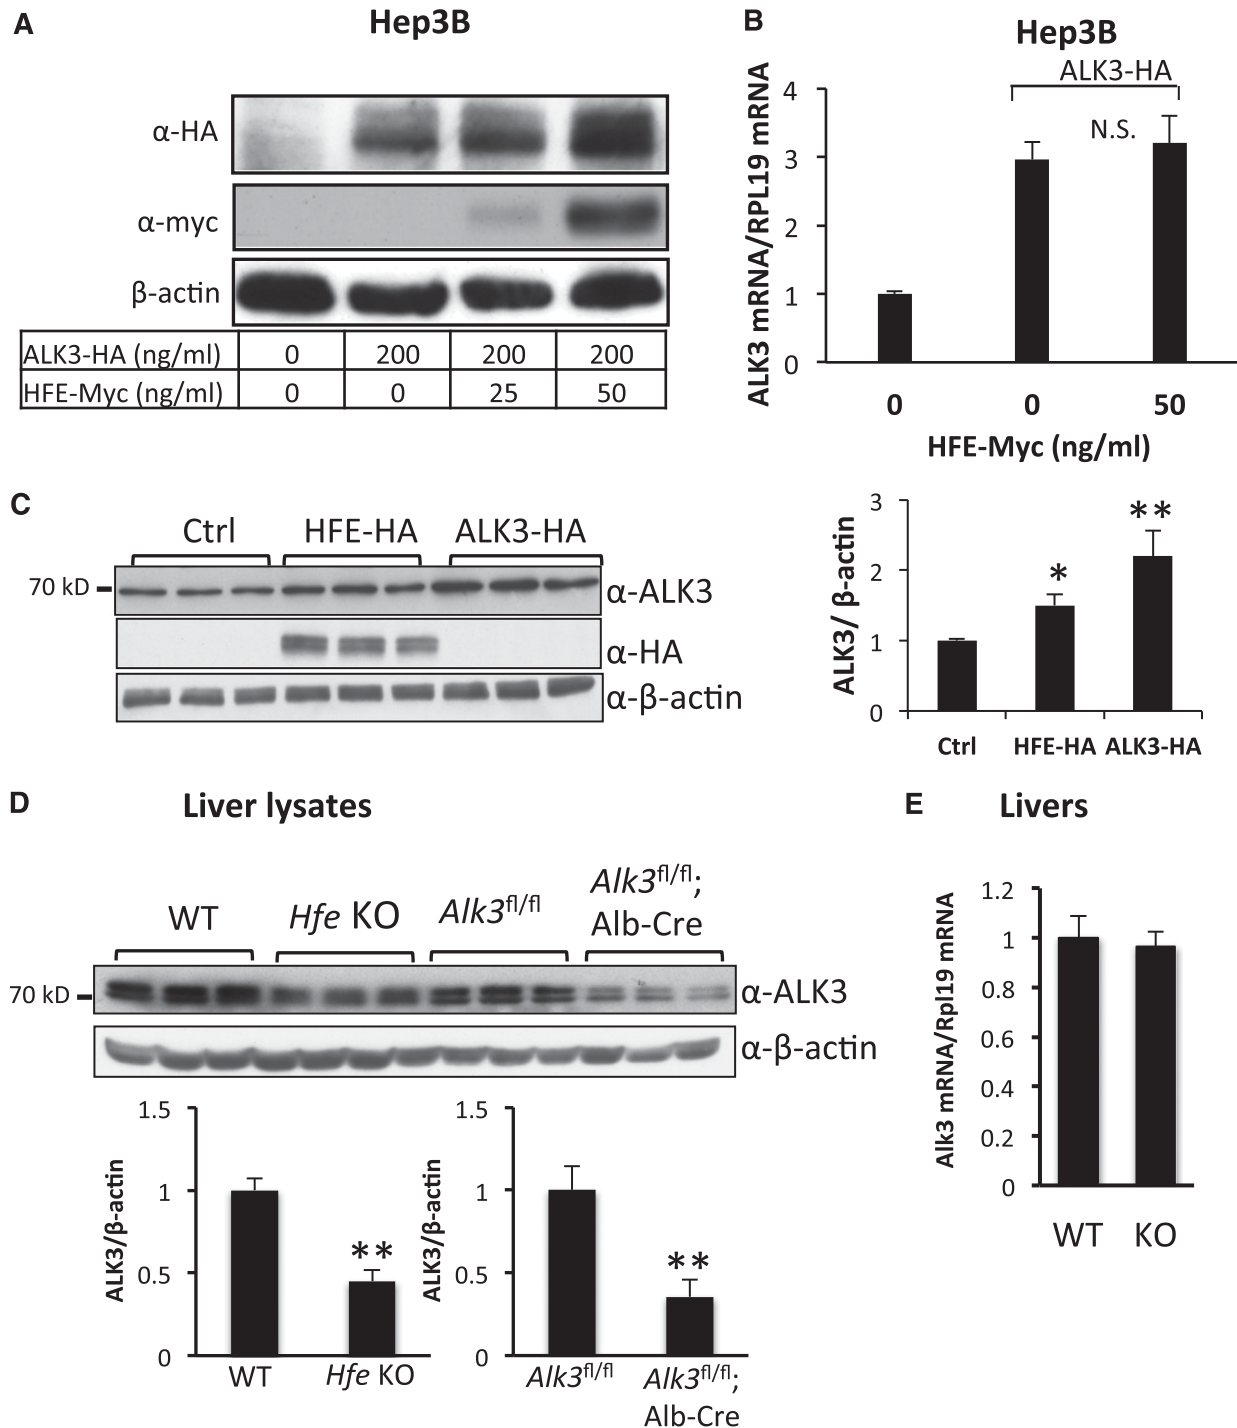 A
Hep3B
α-HA
α-myc
β-actin
ALK3-HA (ng/ml) 0 200 200 200
HFE-Myc (ng/ml) 0 0 25 50
B
Hep3B
ALK3-HA
N.S.
ALK3 mRNA/RPL19 mRNA
4
3
2
1
0
0 0 50
HFE-Myc (ng/ml)
C
Ctrl HFE-HA ALK3-HA
70 kD
α-ALK3
α-HA
α-β-actin
ALK3/ β-actin
3
2
1
0
*
**
Ctrl HFE-HA ALK3-HA
D
Liver lysates
WT Hfe KO Alk3fl/fl Alk3fl/fl;
Alb-Cre
70 kD
α-ALK3
α-β-actin
ALK3/β-actin
1.5
1
0.5
0
**
WT Hfe KO
ALK3/β-actin
1.5
1
0.5
0
**
Alk3fl/fl Alk3fl/fl;
Alb-Cre
E
Livers
Alk3 mRNA/Rpl19 mRNA
1.2
1
0.8
0.6
0.4
0.2
0
WT KO